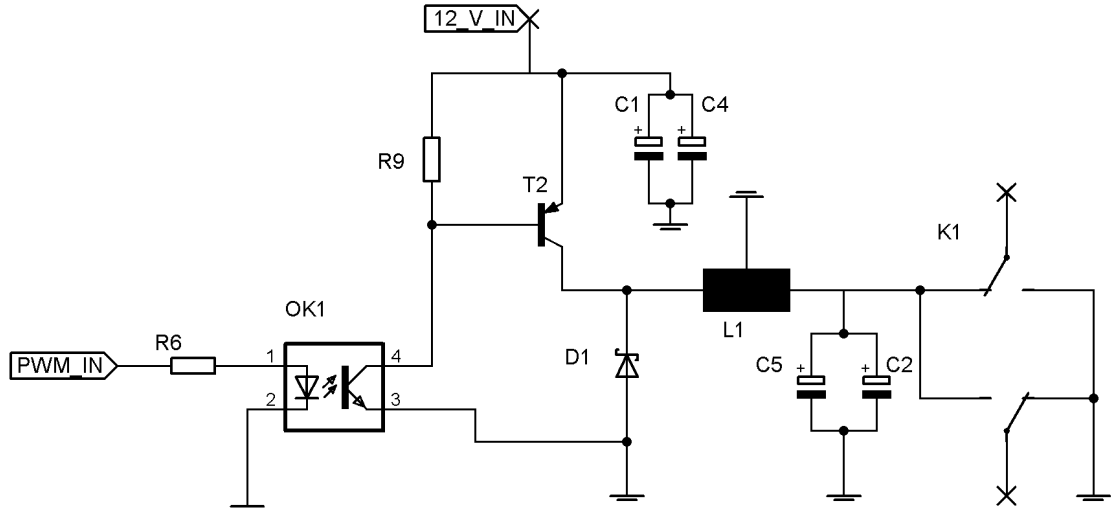 12_V_IN
C1
C4
+
+
R9
T2
K1
OK1
L1
R6
PWM_IN
1
4
D1
C5
+
+
C2
2
3